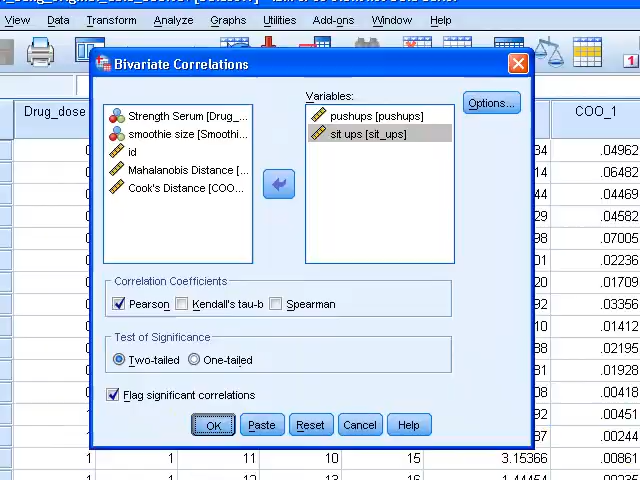 View Data Transform Analyze Graphs Utilities Add-ons Window Help
Bivariate Correlations
Variables:
Strength Serum [Drug_...
smoothie size [Smoothi...
id
Mahalanobis Distance [...
Cook's Distance [COO...
pushups [pushups]
sit ups [sit_ups]
Options...
Correlation Coefficients
Pearson Kendall's tau-b Spearman
Test of Significance
Two-tailed One-tailed
Flag significant correlations
OK Paste Reset Cancel Help
Drug_dose COO_1
.04962
.06482
.04469
.04582
.07005
.02236
.01709
.03356
.01412
.02195
.01928
.00418
.00451
.00244
1 1 11 10 15 3.15366 .00861